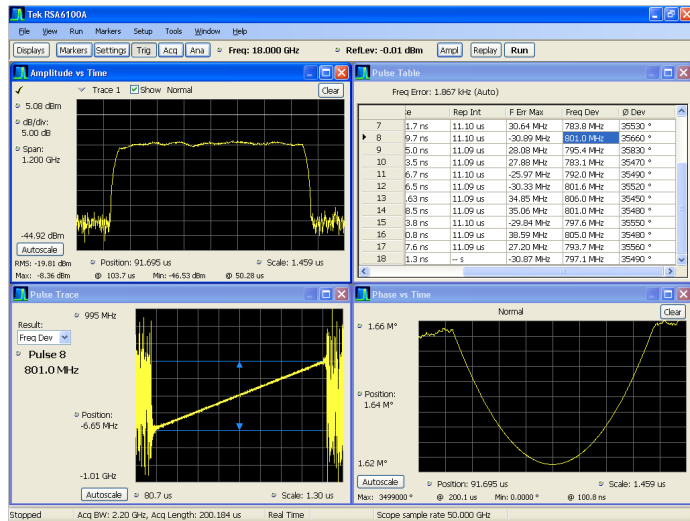 Tek RSA6100A
File View Run Markers Setup Tools Window Help
Displays Markers Settings Trig Acq Ana Freq: 18.000 GHz RefLev: -0.01 dBm Ampl Replay Run
Amplitude vs Time
✓ Trace 1 Show Normal Clear
5.08 dBm
dB/div:
5.00 dB
Span:
1.200 GHz
-44.92 dBm
Autoscale
Position: 91.695 us Scale: 1.459 us
RMS: -19.81 dBm
Max: -8.36 dBm @ 103.7 us Min: -46.53 dBm @ 50.28 us
Pulse Table
Freq Error: 1.867 kHz (Auto)
Rep Int F Err Max Freq Dev Ø Dev
7 1.7 ns 11.10 us 30.64 MHz 783.8 MHz 35530 °
8 9.7 ns 11.10 us -30.89 MHz 801.0 MHz 35660 °
9 5.0 ns 11.09 us 28.08 MHz 795.4 MHz 35830 °
10 3.5 ns 11.09 us 27.88 MHz 783.1 MHz 35470 °
11 6.7 ns 11.10 us -25.97 MHz 792.0 MHz 35490 °
12 6.5 ns 11.09 us -30.33 MHz 801.6 MHz 35520 °
13 .63 ns 11.09 us 34.85 MHz 806.0 MHz 35450 °
14 8.5 ns 11.09 us 35.06 MHz 801.0 MHz 35480 °
15 3.8 ns 11.10 us -29.84 MHz 797.6 MHz 35550 °
16 0.8 ns 11.09 us 38.59 MHz 805.0 MHz 35480 °
17 7.6 ns 11.09 us 27.20 MHz 793.7 MHz 35560 °
18 1.3 ns -- s -30.87 MHz 797.1 MHz 35490 °
Pulse Trace
995 MHz
Result:
Freq Dev
Pulse 8
801.0 MHz
Position:
-6.65 MHz
-1.01 GHz
Autoscale 80.7 us Scale: 1.30 us
Phase vs Time
Normal Clear
1.66 M°
Position:
1.64 M°
1.62 M°
Autoscale Position: 91.695 us Scale: 1.459 us
Max: 3499000 ° @ 200.1 us Min: 0.0000 ° @ 100.8 ns
Stopped Acq BW: 2.20 GHz, Acq Length: 200.184 us Real Time Scope sample rate 50.000 GHz